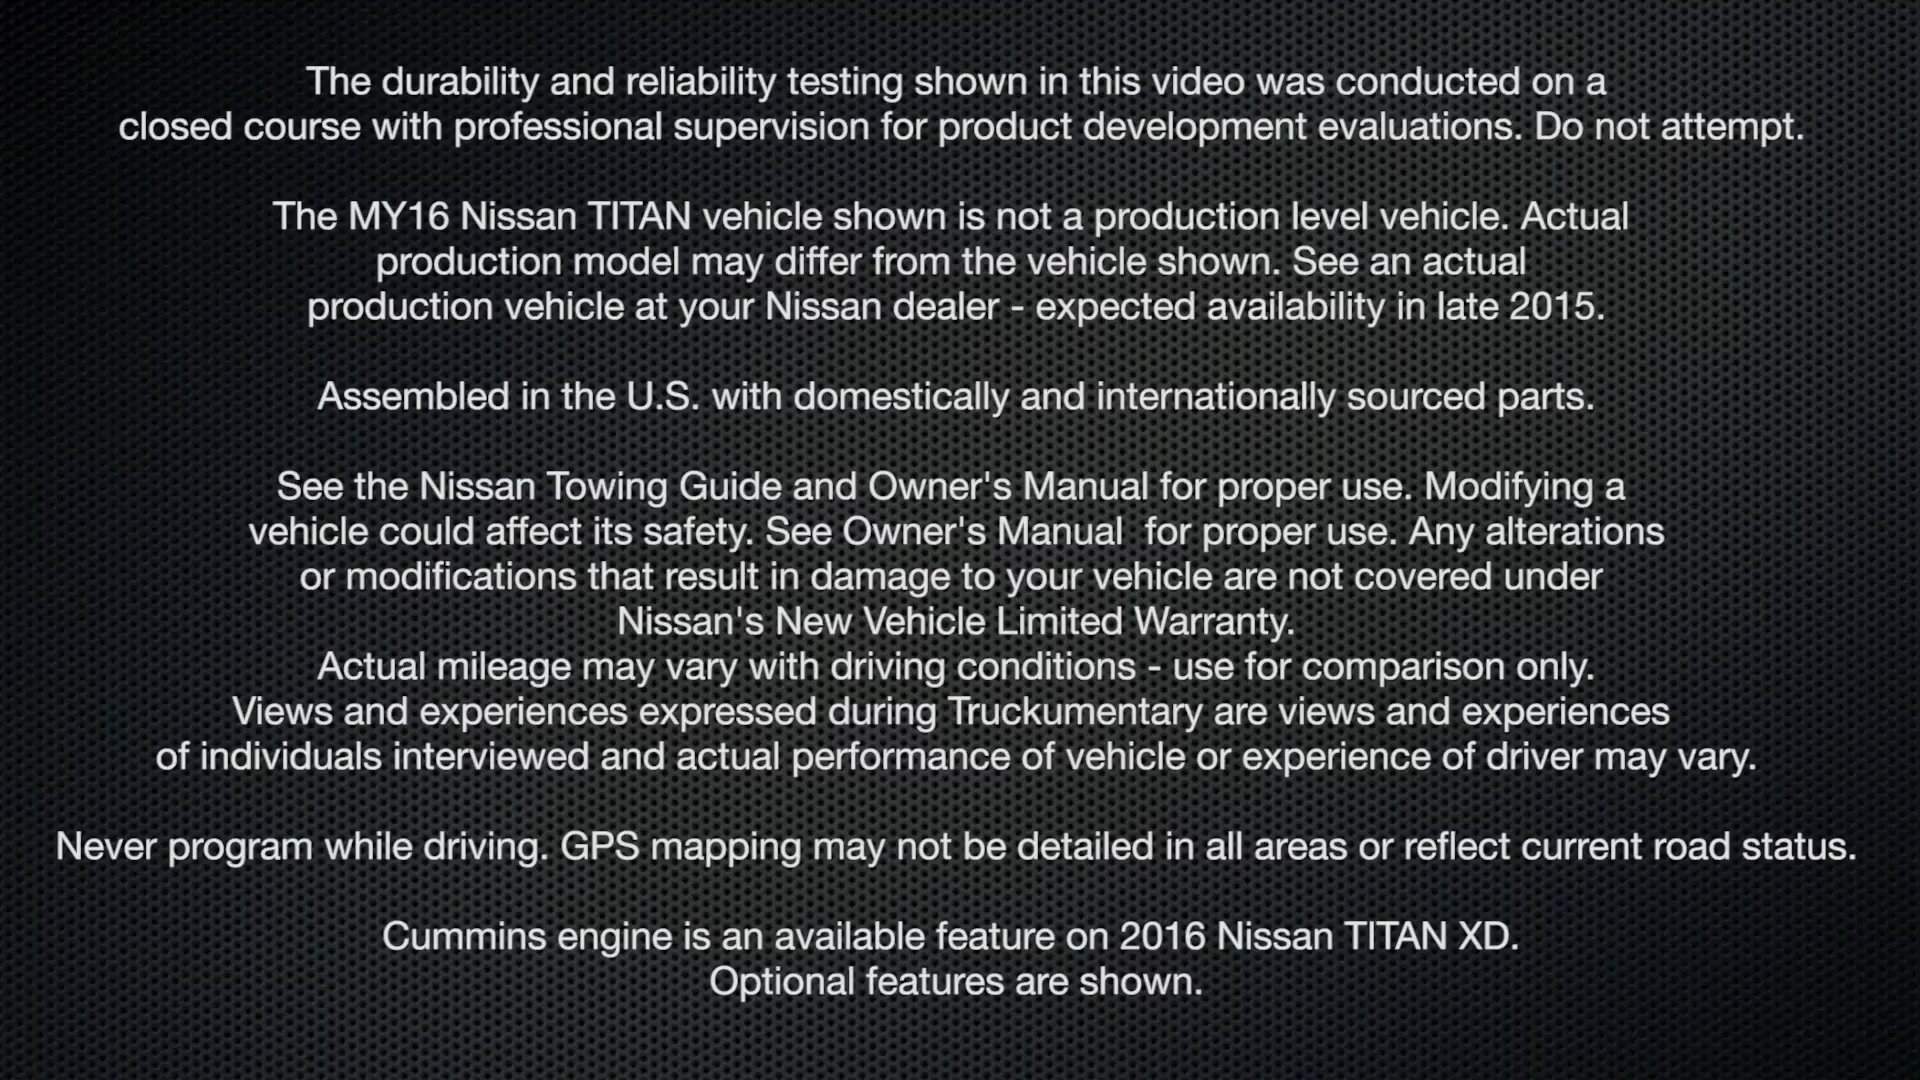 The durability and reliability testing shown in this video was conducted on a
closed course with professional supervision for product development evaluations. Do not attempt.
The MY16 Nissan TITAN vehicle shown is not a production level vehicle. Actual
production model may differ from the vehicle shown. See an actual
production vehicle at your Nissan dealer - expected availability in late 2015.
Assembled in the U.S. with domestically and internationally sourced parts.
See the Nissan Towing Guide and Owner's Manual for proper use. Modifying a
vehicle could affect its safety. See Owner's Manual  for proper use. Any alterations
or modifications that result in damage to your vehicle are not covered under
Nissan's New Vehicle Limited Warranty.
Actual mileage may vary with driving conditions - use for comparison only.
Views and experiences expressed during Truckumentary are views and experiences
of individuals interviewed and actual performance of vehicle or experience of driver may vary.
Never program while driving. GPS mapping may not be detailed in all areas or reflect current road status.
Cummins engine is an available feature on 2016 Nissan TITAN XD.
Optional features are shown.